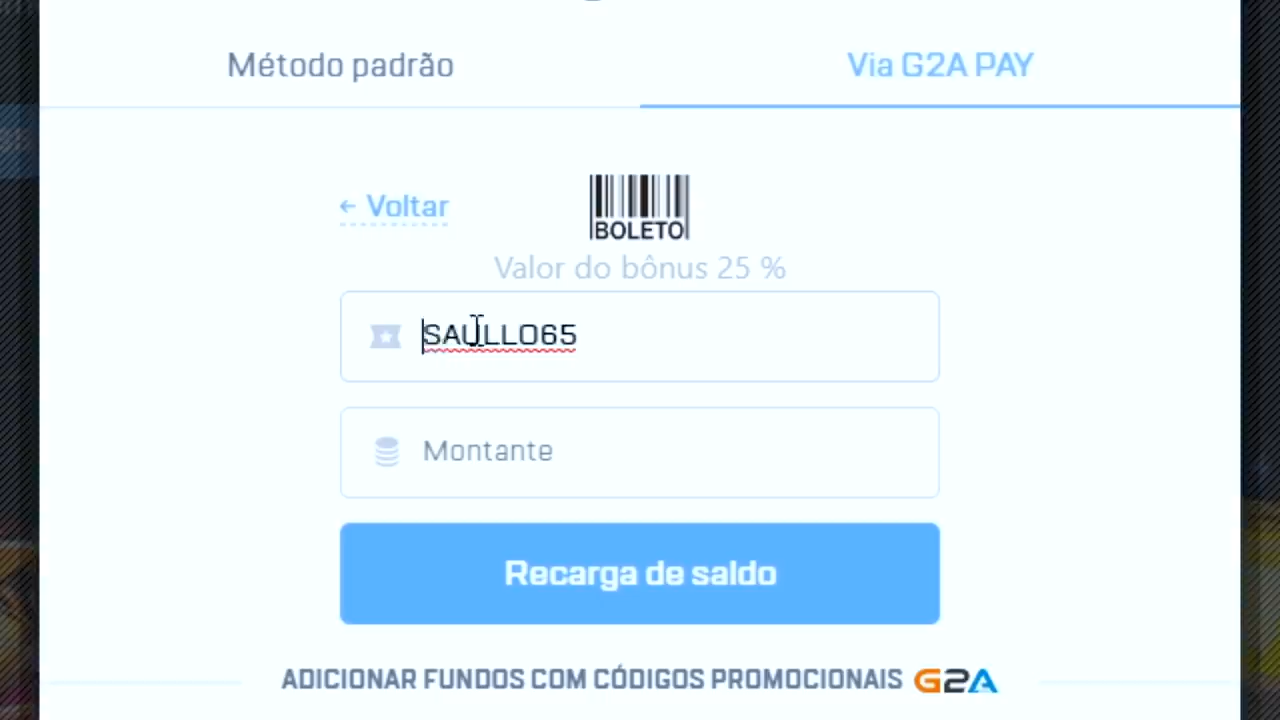 Método padrão
Via G2A PAY
← Voltar
BOLETO
Valor do bônus 25 %
SAULLO65
Montante
Recarga de saldo
ADICIONAR FUNDOS COM CÓDIGOS PROMOCIONAIS G2A